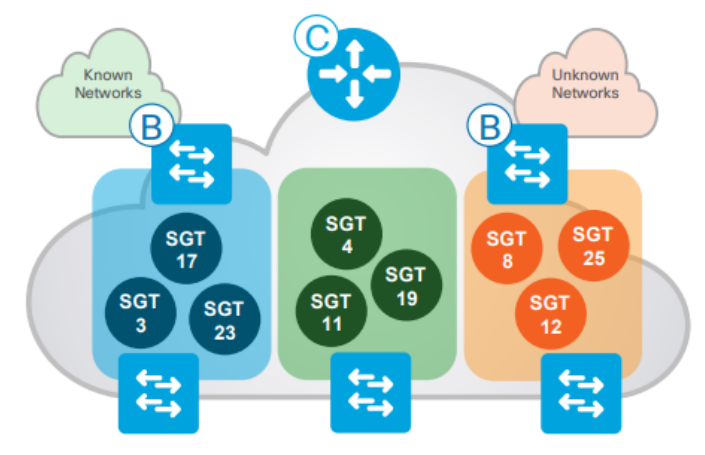 C
Known
Networks
Unknown
Networks
B
B
SGT
17
SGT
3
SGT
23
SGT
4
SGT
19
SGT
11
SGT
8
SGT
25
SGT
12